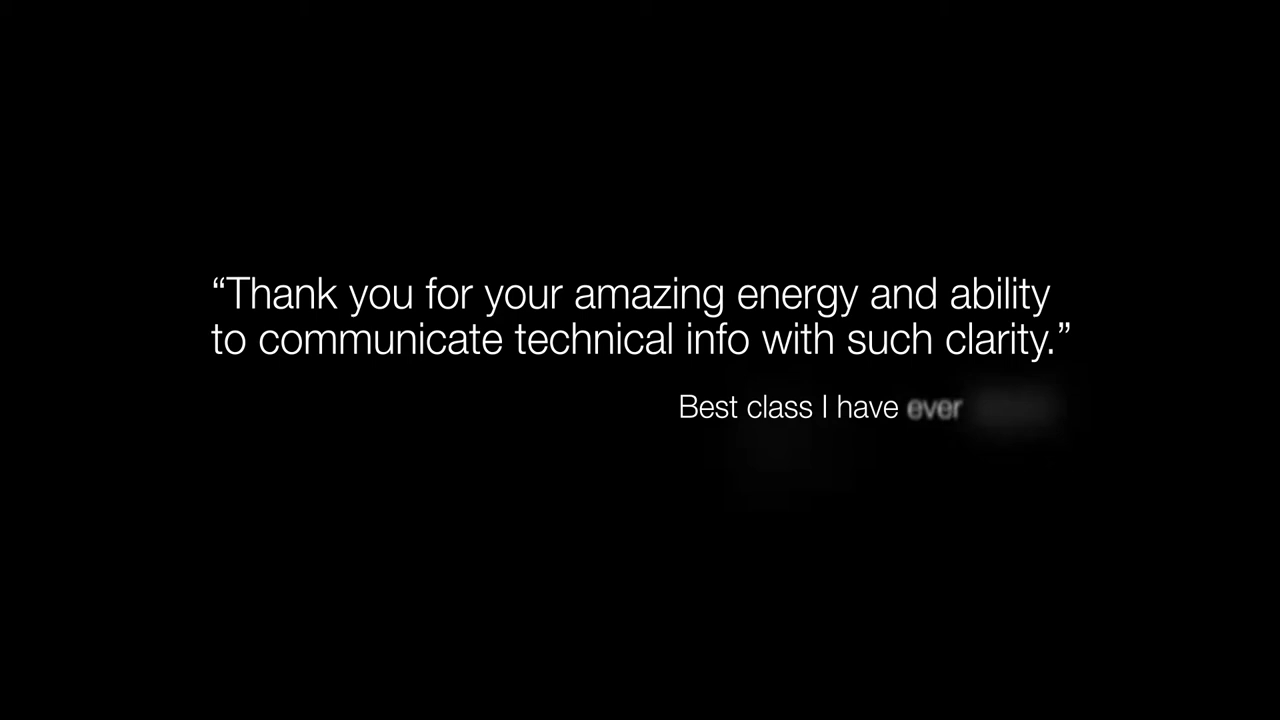 “Thank you for your amazing energy and ability
to communicate technical info with such clarity.”
Best class I have ever